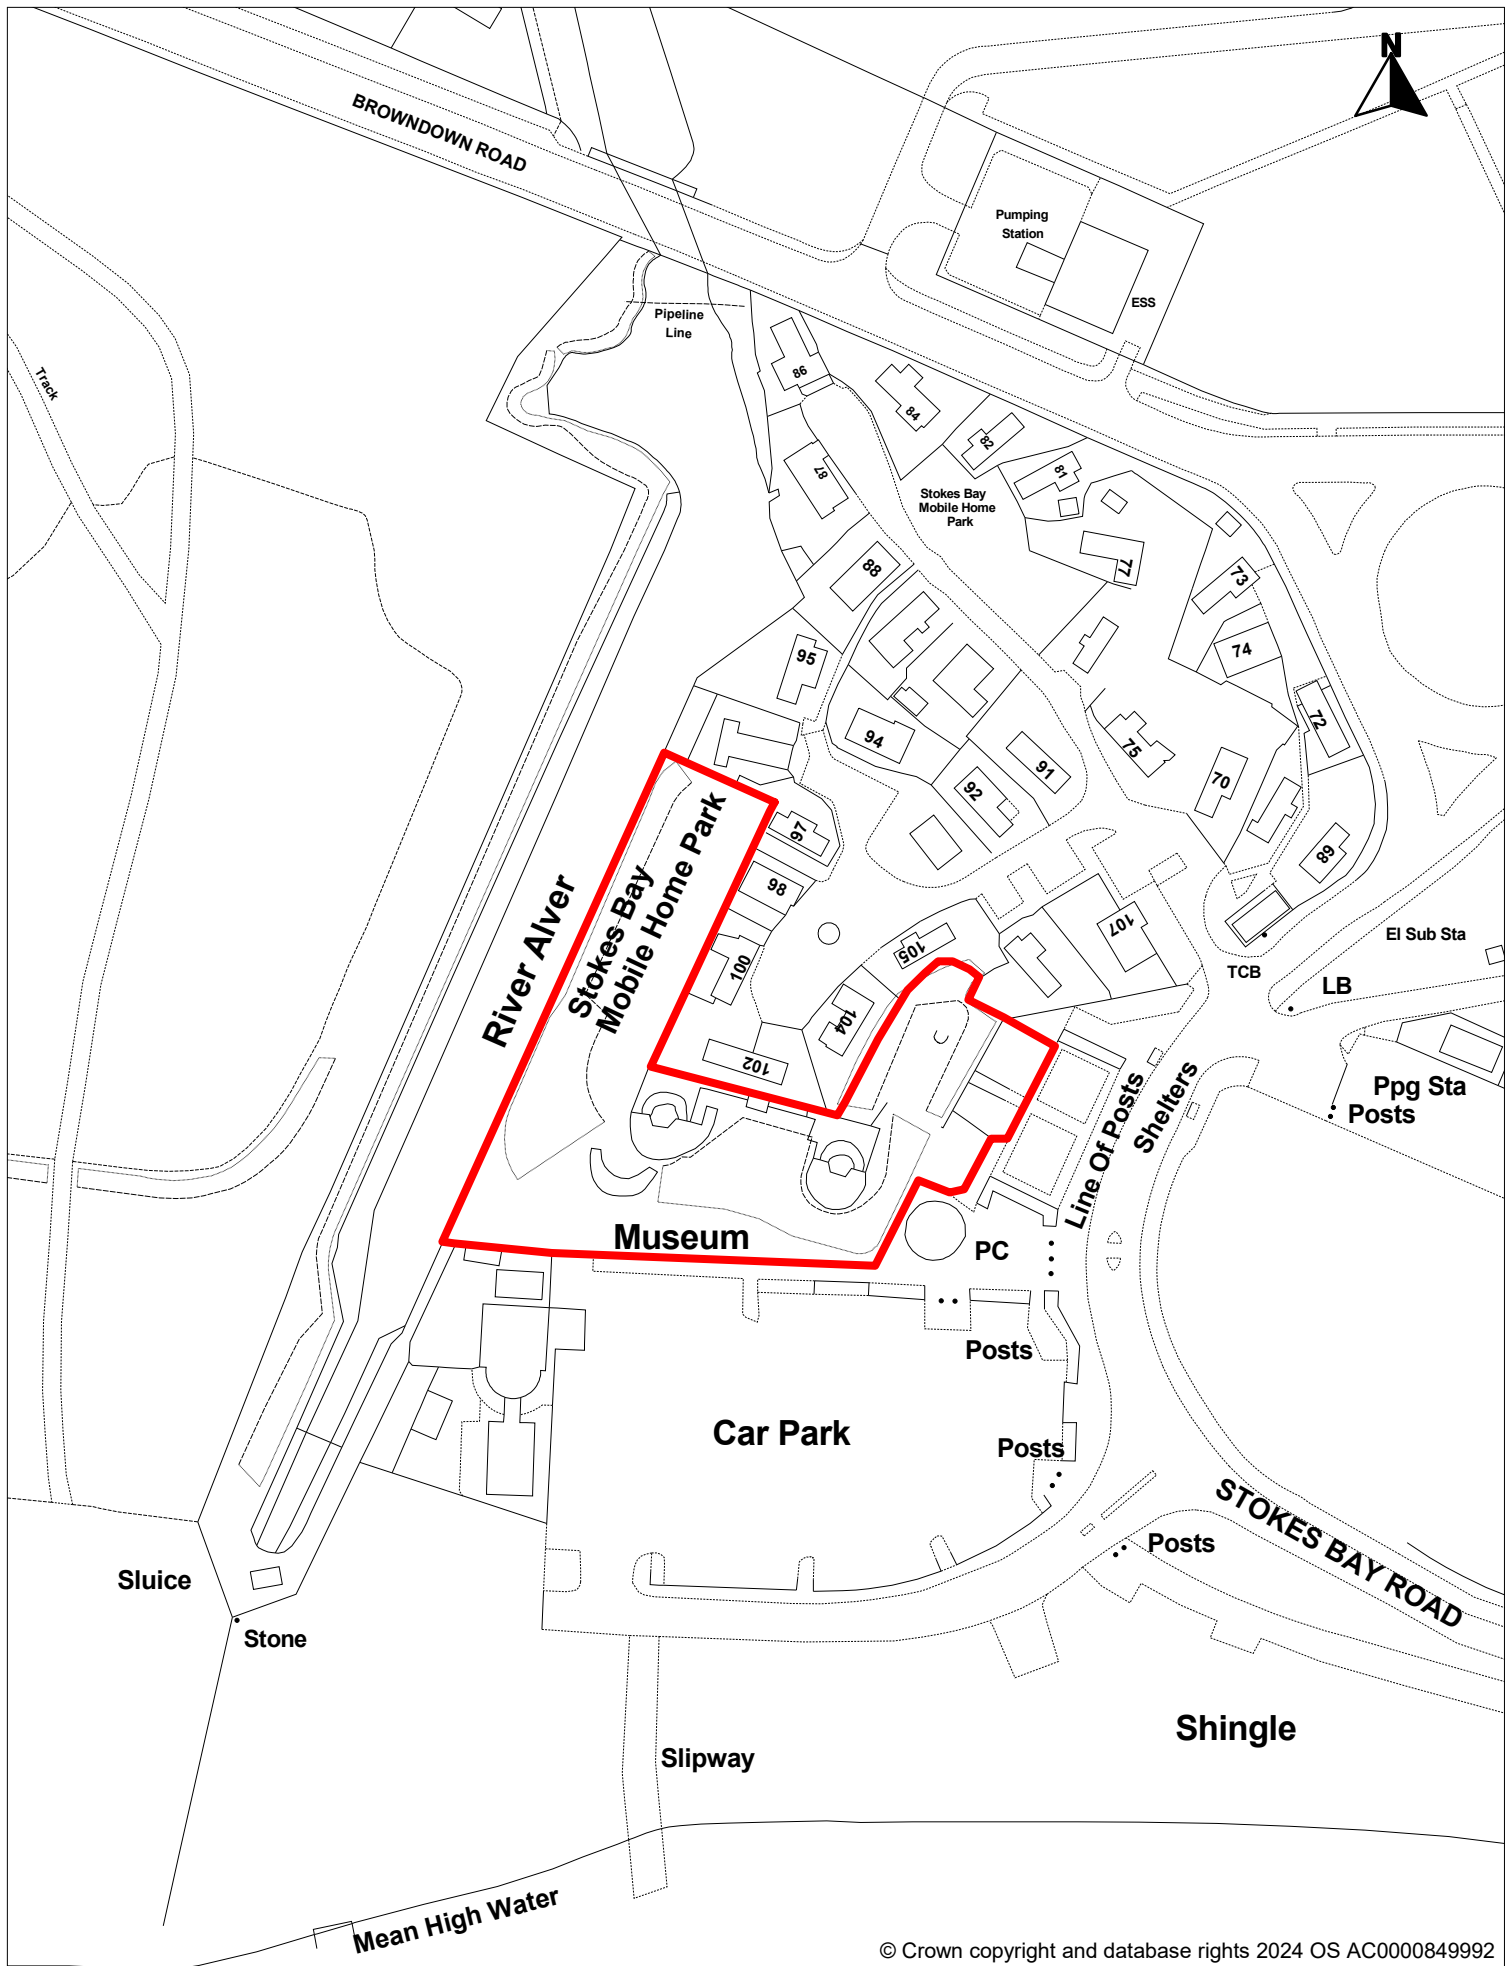 N
BROWNDOWN ROAD
Pumping
Station
ESS
Pipeline
Line
Track
86
84
82
81
87
Stokes Bay
Mobile Home
Park
77
88
73
74
95
72
94
75
91
70
92
97
89
98
Stokes Bay
Mobile Home Park
River Alver
107
105
100
El Sub Sta
TCB
LB
104
102
Ppg Sta
Posts
Line Of Posts
Shelters
Museum
PC
Posts
Car Park
Posts
STOKES BAY ROAD
Posts
Sluice
Stone
Shingle
Slipway
Mean High Water
© Crown copyright and database rights 2024 OS AC0000849992